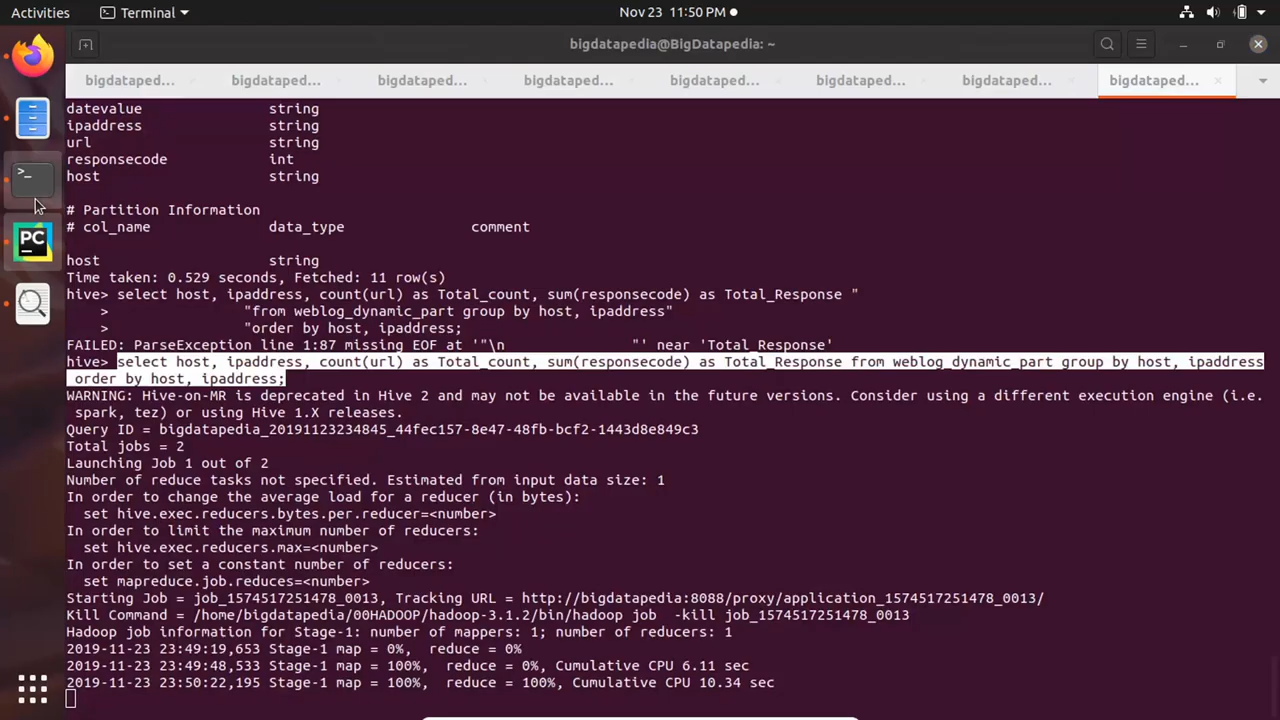 Activities
Terminal
Nov 23 11:50 PM
bigdatapedia@BigDatapedia: ~
bigdataped...
bigdataped...
bigdataped...
bigdataped...
bigdataped...
bigdataped...
bigdataped...
bigdataped...
datevalue string
ipaddress string
url string
responsecode int
host string
# Partition Information
# col_name data_type comment
host string
Time taken: 0.529 seconds, Fetched: 11 row(s)
hive> select host, ipaddress, count(url) as Total_count, sum(responsecode) as Total_Response "
> "from weblog_dynamic_part group by host, ipaddress"
> "order by host, ipaddress;
FAILED: ParseException line 1:87 missing EOF at '"\n "' near 'Total_Response'
hive> select host, ipaddress, count(url) as Total_count, sum(responsecode) as Total_Response from weblog_dynamic_part group by host, ipaddress
order by host, ipaddress;
WARNING: Hive-on-MR is deprecated in Hive 2 and may not be available in the future versions. Consider using a different execution engine (i.e.
spark, tez) or using Hive 1.X releases.
Query ID = bigdatapedia_20191123234845_44fec157-8e47-48fb-bcf2-1443d8e849c3
Total jobs = 2
Launching Job 1 out of 2
Number of reduce tasks not specified. Estimated from input data size: 1
In order to change the average load for a reducer (in bytes):
set hive.exec.reducers.bytes.per.reducer=<number>
In order to limit the maximum number of reducers:
set hive.exec.reducers.max=<number>
In order to set a constant number of reducers:
set mapreduce.job.reduces=<number>
Starting Job = job_1574517251478_0013, Tracking URL = http://bigdatapedia:8088/proxy/application_1574517251478_0013/
Kill Command = /home/bigdatapedia/00HADOOP/hadoop-3.1.2/bin/hadoop job -kill job_1574517251478_0013
Hadoop job information for Stage-1: number of mappers: 1; number of reducers: 1
2019-11-23 23:49:19,653 Stage-1 map = 0%, reduce = 0%
2019-11-23 23:49:48,533 Stage-1 map = 100%, reduce = 0%, Cumulative CPU 6.11 sec
2019-11-23 23:50:22,195 Stage-1 map = 100%, reduce = 100%, Cumulative CPU 10.34 sec
>_
PC